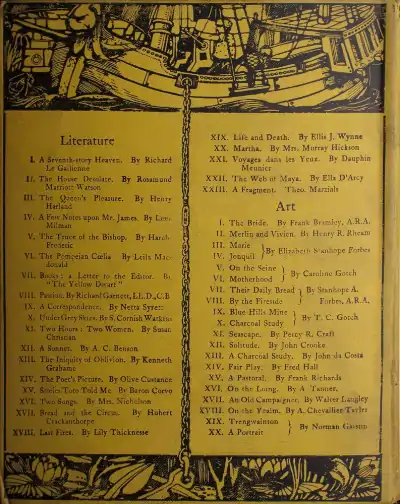 Literature
I. A Seventh-story Heaven. By Richard
Le Gallienne
II. The House Desolate. By Rosamund
Marriott Watson
III. The Queen's Pleasure. By Henry
Harland
IV. A Few Notes upon Mr. James. By Lena
Milman
V. The Truce of the Bishop. By Harold
Frederic
VI. The Pompeian Cœlia By Leila Mac-
donald
VII. Books: a Letter to the Editor. By
"The Yellow Dwarf"
VIII. By Richard Garnett, LL.D., C.B
IX. A Correspondence. By Netta Syrett
X. Under Grey Skies. By S. Cornish Watkins
XI. Two Hours: Two Women. By Susan
Christian
XII. A Sonnet. By A. C. Benson
XIII. The Iniquity of Oblivion. By Kenneth
Grahame
XIV. The Poet's Picture. By Olive Custance
XV. Stories Toto Told Me. By Baron Corvo
XVI. Two Songs. By Mrs. Nicholson
XVII. Bread and the Circus. By Hubert
Crackanthorpe
XVIII. Last Fires. By Lily Thicknesse
XIX. Life and Death. By Ellis J. Wynne
XX. Martha. By Mrs. Murray Hickson
XXI. Voyages dans les Yeux. By Dauphin
Meunier
XXII. The Web of Maya. By Ella D'Arcy
XXIII. A Fragment. Theo. Marzials
Art
I. The Bride. By Frank Bramley, A.R.A.
II. Merlin and Vivien. By Henry R. Rheam
III. Marie
IV. Jonquil } By Elizabeth Stanhope Forbes
V. On the Seine
VI. Motherhood } By Caroline Gotch
VII. Their Daily Bread } By Stanhope A.
VIII. By the Fireside Forbes, A.R.A.
IX. Blue Hills Mine
X. Charcoal Study } By T. C. Gotch
XI. Seascape. By Percy R. Craft
XII. Solitude. By John Crooke
XIII. A Charcoal Study. By John da Costa
XIV. Fair Play. By Fred Hall
XV. A Pastoral. By Frank Richards
XVI. On the Lung. By A. Tanner,
XVII. An Old Campaigner. By Walter Langley
XVIII. On the Realm. By A. Chevallier Tayler
XIX. Trengwainton
XX. A Portrait } By Norman Garstin